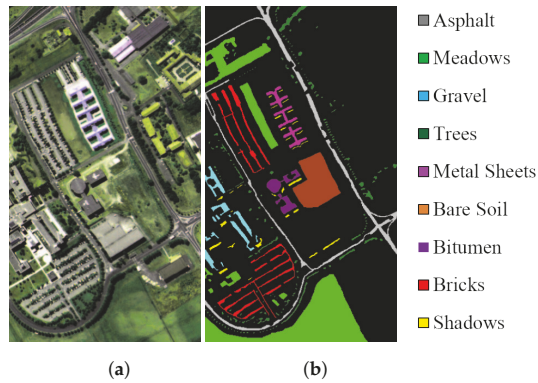 Asphalt
Meadows
Gravel
Trees
Metal Sheets
Bare Soil
Bitumen
Bricks
Shadows
(a)
(b)